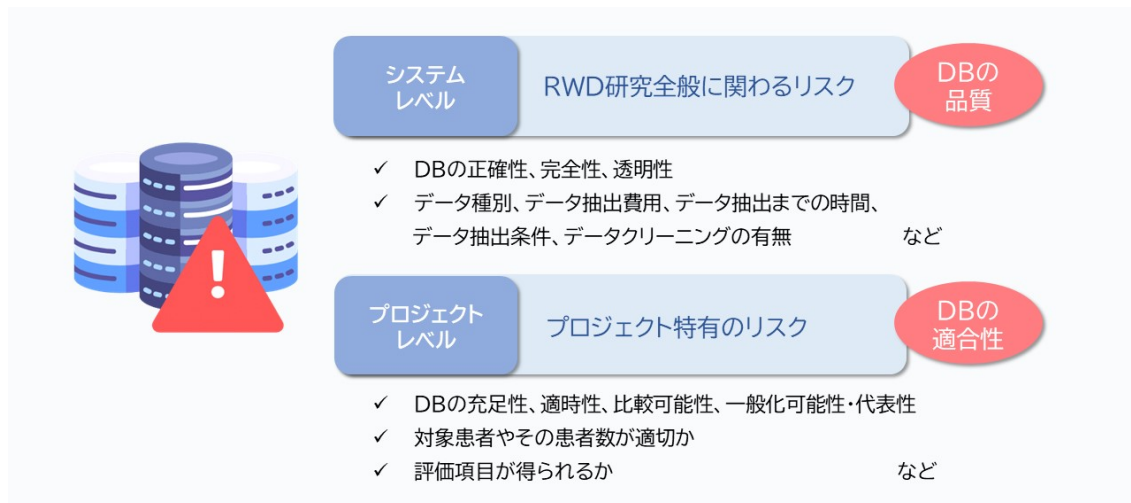 システム
レベル
RWD研究全般に関わるリスク
DBの
品質
✓ DBの正確性、完全性、透明性
✓ データ種別、データ抽出費用、データ抽出までの時間、
データ抽出条件、データクリーニングの有無 など
プロジェクト
レベル
プロジェクト特有のリスク
DBの
適合性
✓ DBの充足性、適時性、比較可能性、一般化可能性・代表性
✓ 対象患者やその患者数が適切か
✓ 評価項目が得られるか など
!